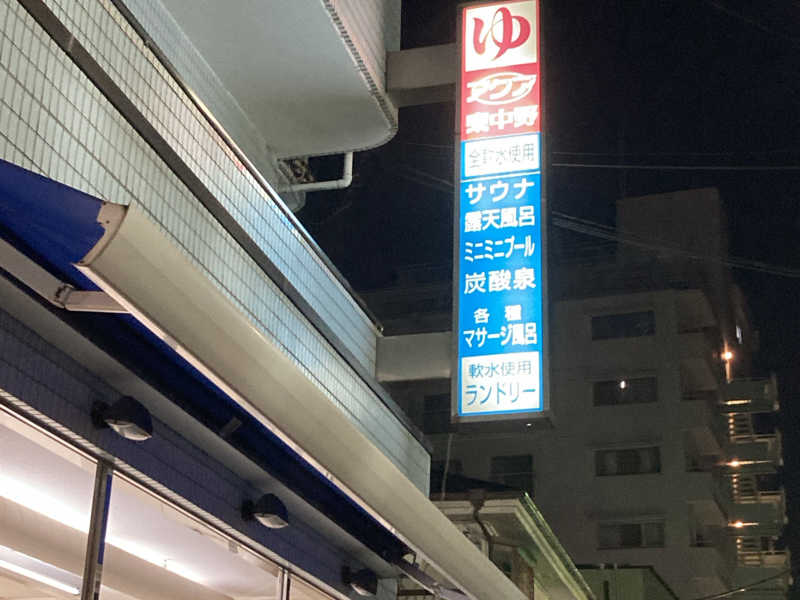 ゆ
アクア
東中野
全軟水使用
サウナ
露天風呂
ミニミニプール
炭酸泉
各種
マサージ風呂
軟水使用
ランドリー